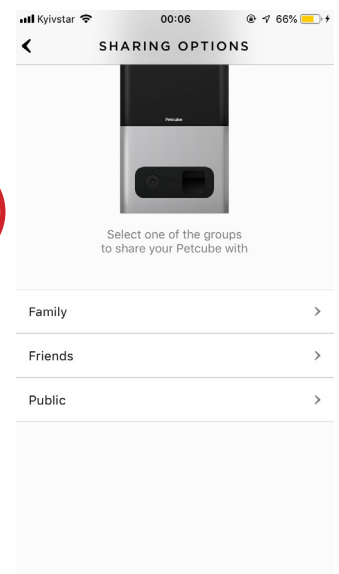 Kyivstar 00:06 66%
SHARING OPTIONS
Petcube
Select one of the groups
to share your Petcube with
Family
Friends
Public